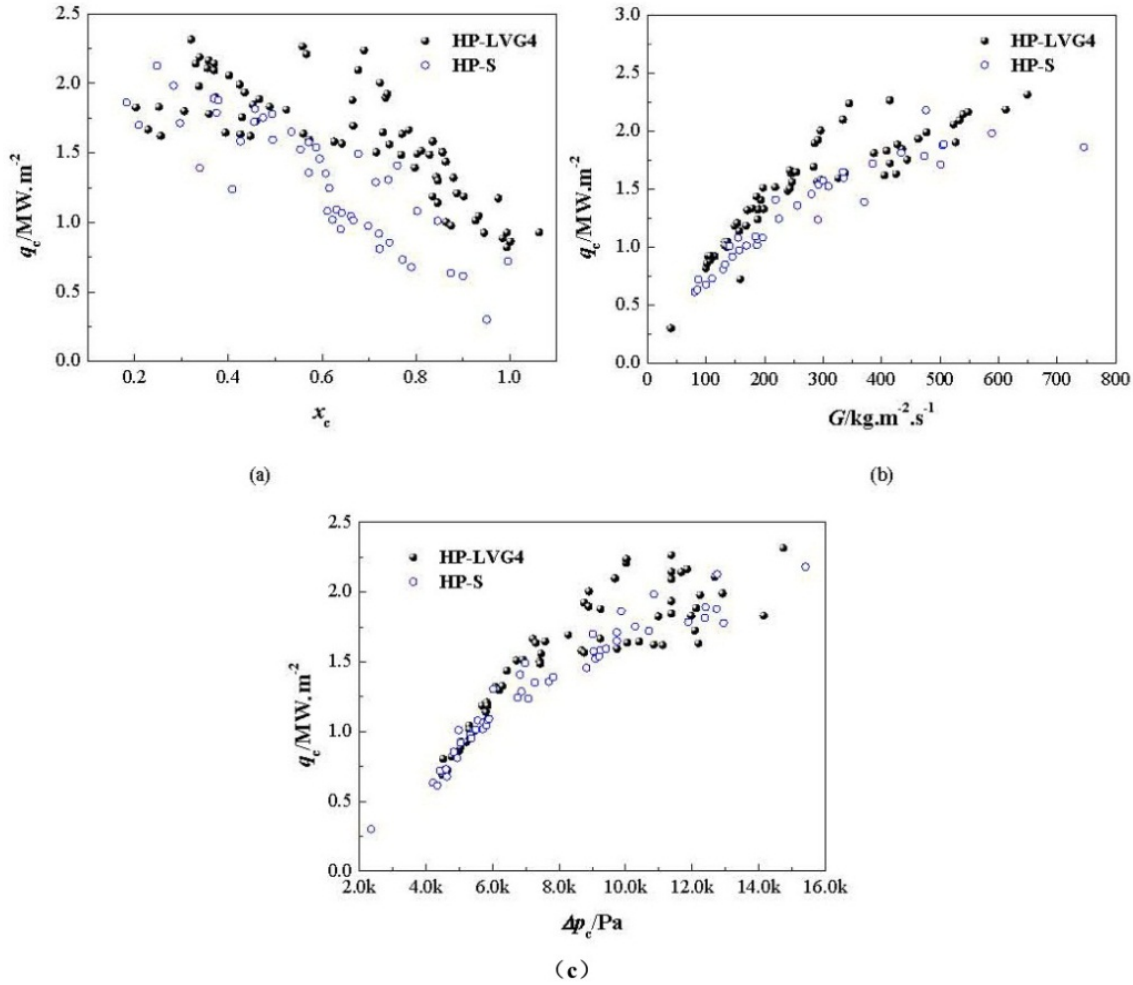 2.5
2.0
1.5
1.0
0.5
0.0
q_c/MW.m^-2
HP-LVG4
HP-S
0.2 0.4 0.6 0.8 1.0
x_c
(a)
3.0
2.5
2.0
1.5
1.0
0.5
0.0
q_c/MW.m^-2
HP-LVG4
HP-S
0 100 200 300 400 500 600 700 800
G/kg.m^-2.s^-1
(b)
2.5
2.0
1.5
1.0
0.5
0.0
q_c/MW.m^-2
HP-LVG4
HP-S
2.0k 4.0k 6.0k 8.0k 10.0k 12.0k 14.0k 16.0k
Δp_c/Pa
（c）